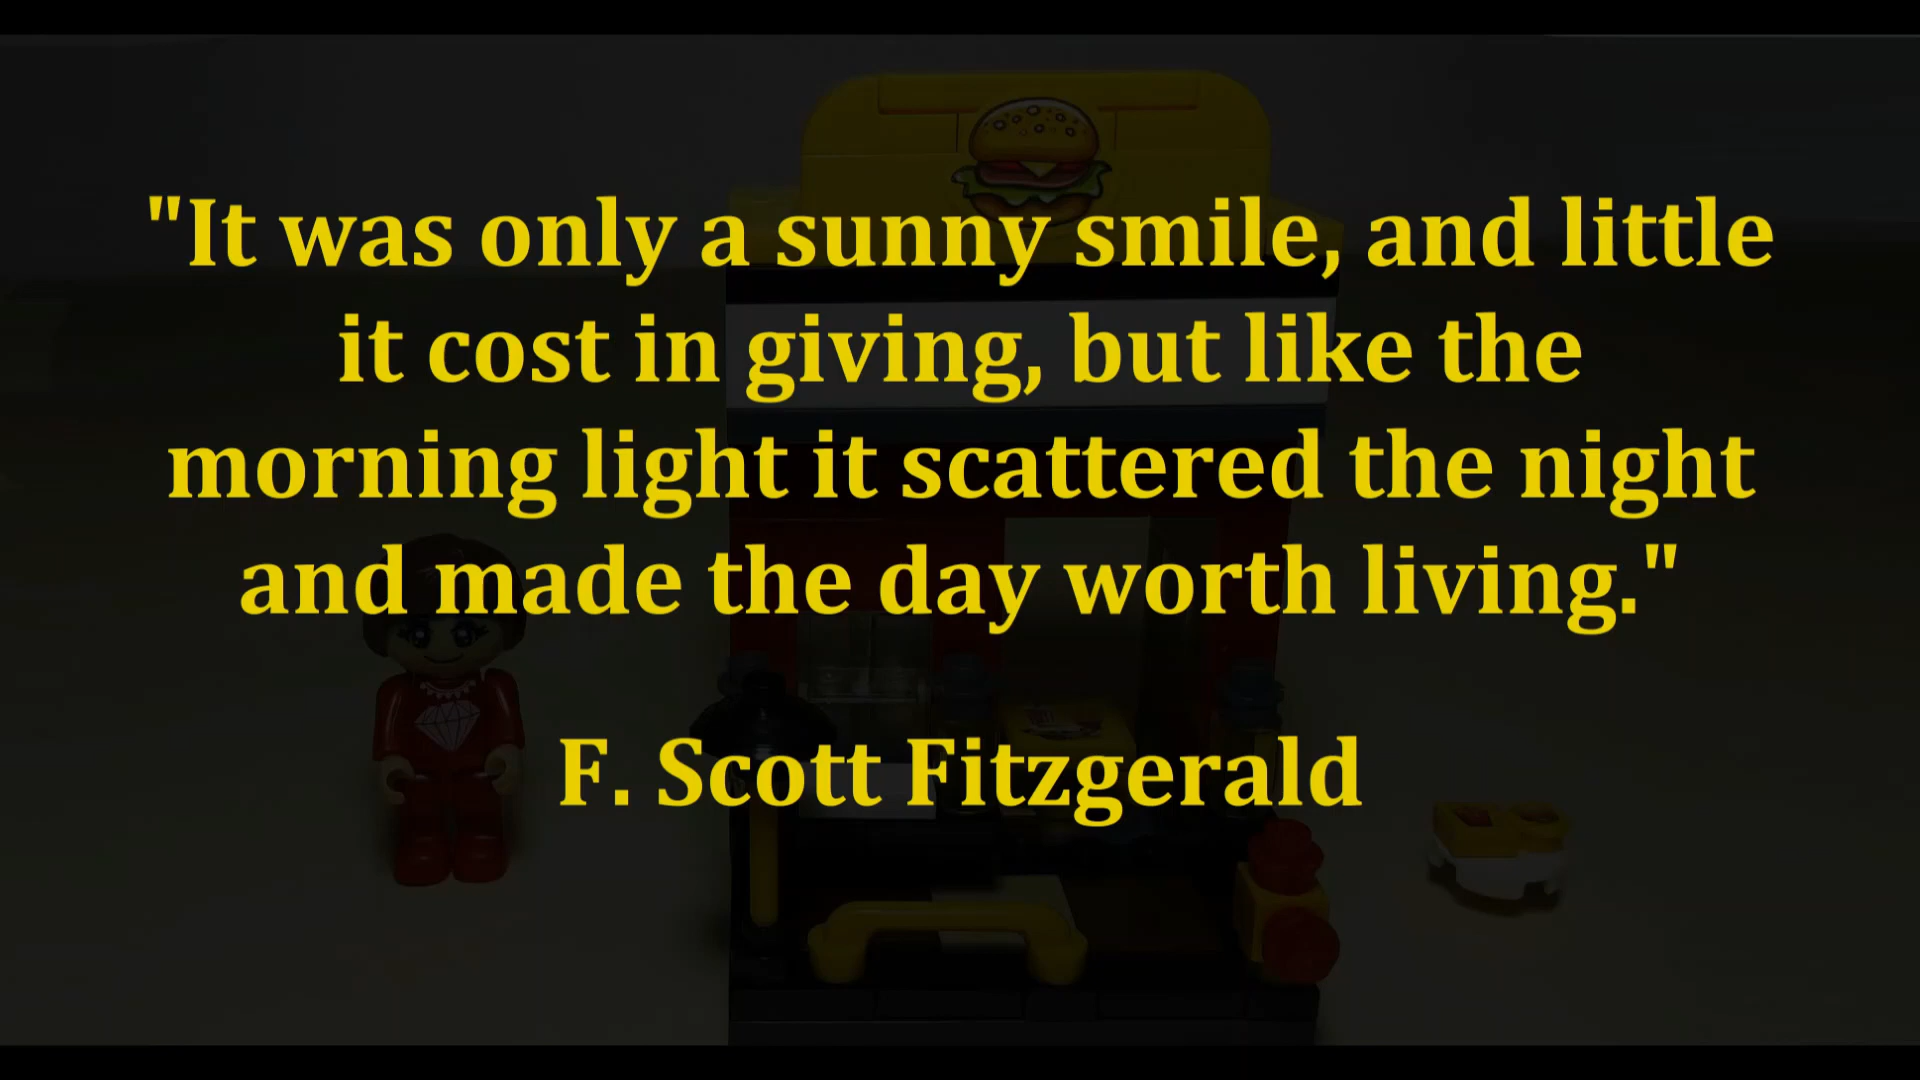 "It was only a sunny smile, and little
it cost in giving, but like the
morning light it scattered the night
and made the day worth living."
F. Scott Fitzgerald